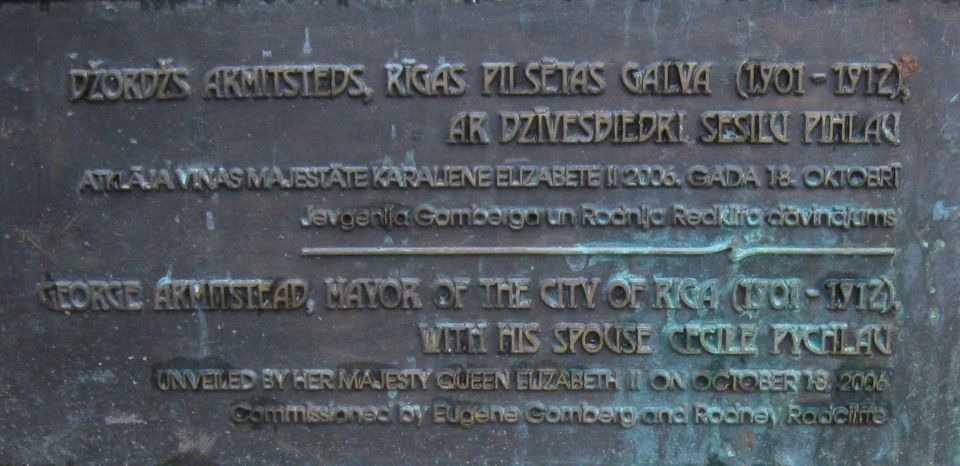 DŽORDŽS ARMITSTEDS, RĪGAS PILSĒTAS GALVA (1901 - 1912),
AR DZĪVESBIEDRI SESILU PIHLAU
ATKLĀJA VIŅAS MAJESTĀTE KARALIENE ELIZABETE II 2006. GADA 18. OKTOBRĪ
Jevgeņija Gomberga un Rodnija Redklifa dāvinājums
GEORGE ARMITSTEAD, MAYOR OF THE CITY OF RIGA (1901 - 1912),
WITH HIS SPOUSE CECILE PYCHLAU
UNVEILED BY HER MAJESTY QUEEN ELIZABETH II ON OCTOBER 18. 2006
Commissioned by Eugene Gomberg and Rodney Radcliffe